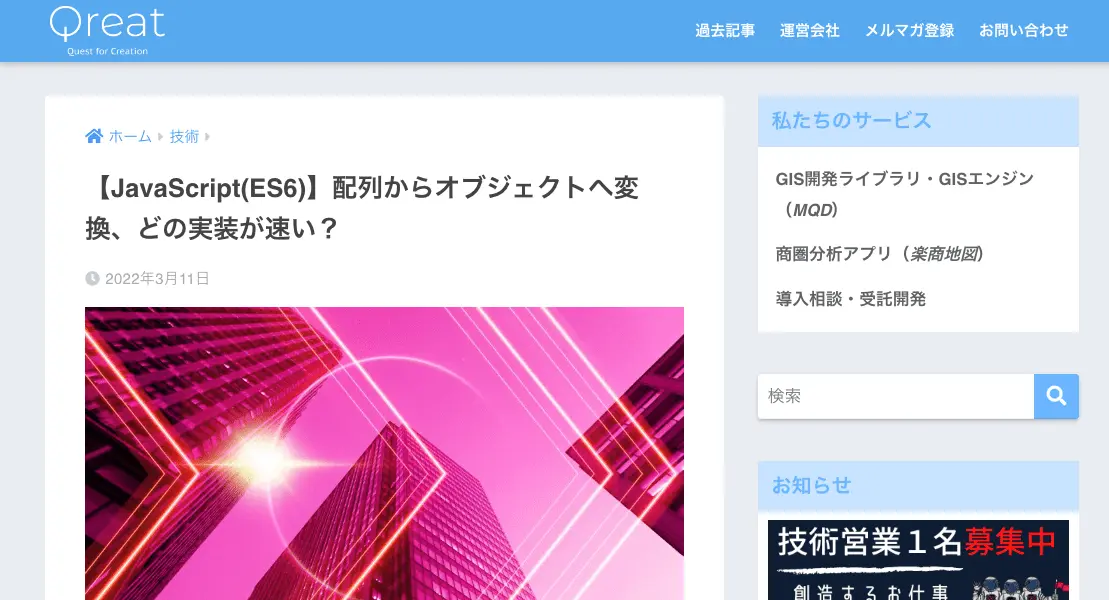 Qreat
Quest for Creation
過去記事 運営会社 メルマガ登録 お問い合わせ
ホーム 技術
【JavaScript(ES6)】配列からオブジェクトへ変
換、どの実装が速い？
2022年3月11日
私たちのサービス
GIS開発ライブラリ・GISエンジン
（MQD）
商圏分析アプリ（楽商地図）
導入相談・受託開発
検索
お知らせ
技術営業１名募集中
創造するお仕事